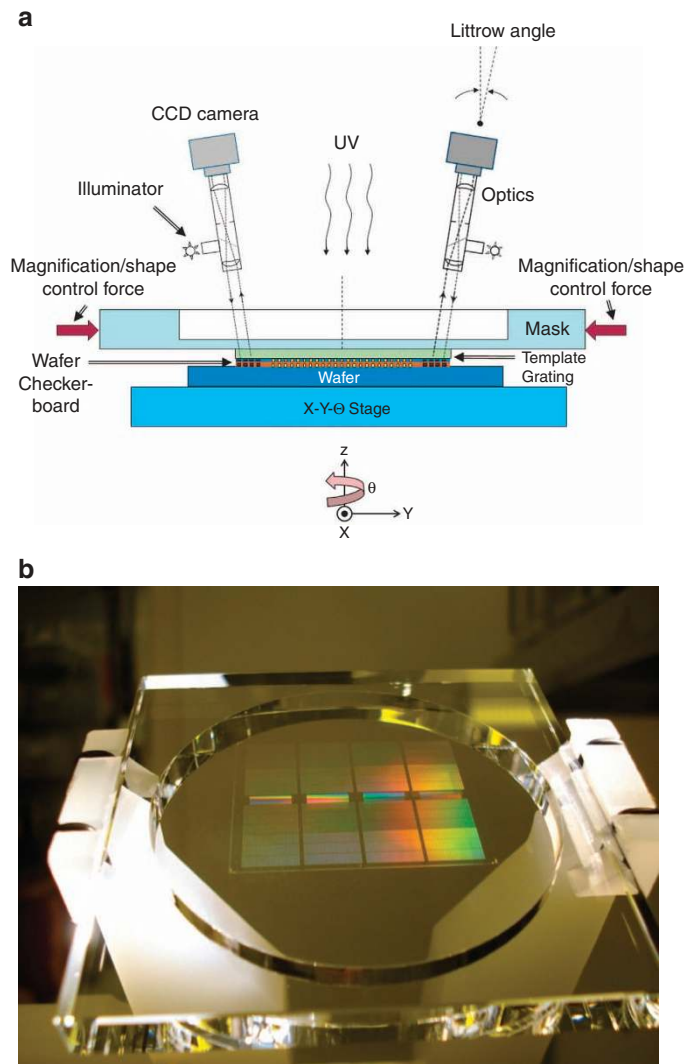 a
Littrow angle
CCD camera
UV
Illuminator
Optics
Magnification/shape
control force
Magnification/shape
control force
Mask
Wafer
Checker-
board
Template
Grating
Wafer
X-Y-Θ Stage
z
θ
Y
X
b